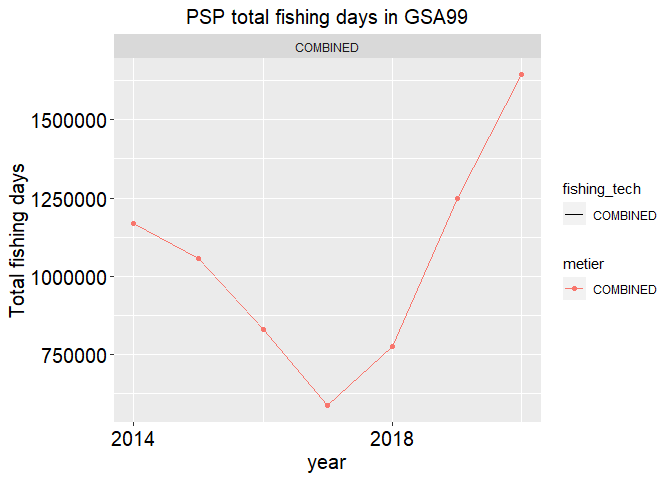 PSP total fishing days in GSA99
COMBINED
Total fishing days
1500000
1250000
1000000
750000
2014
2018
year
fishing_tech
COMBINED
metier
COMBINED